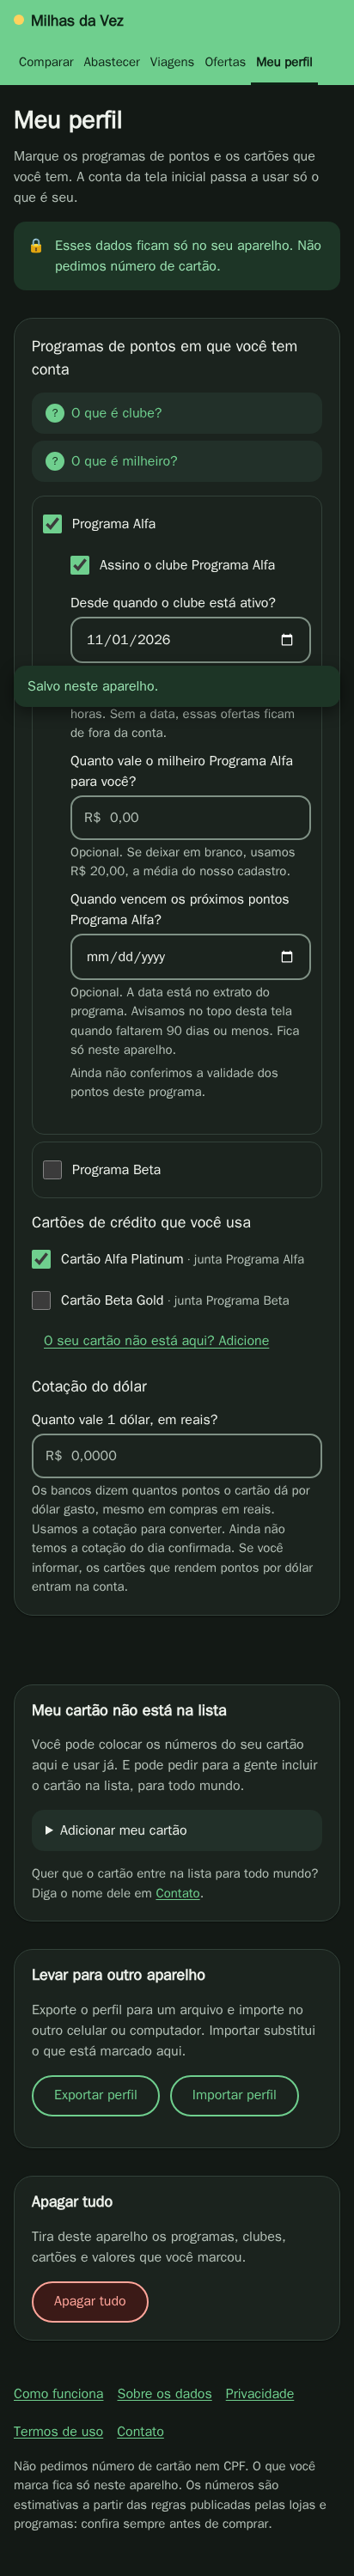 Milhas da Vez
Comparar Abastecer Viagens Ofertas Meu perfil
Meu perfil
Marque os programas de pontos e os cartões que
você tem. A conta da tela inicial passa a usar só o
que é seu.
Esses dados ficam só no seu aparelho. Não
pedimos número de cartão.
Programas de pontos em que você tem
conta
? O que é clube?
? O que é milheiro?
Programa Alfa
Assino o clube Programa Alfa
Desde quando o clube está ativo?
11/01/2026
Salvo neste aparelho.
horas. Sem a data, essas ofertas ficam
de fora da conta.
Quanto vale o milheiro Programa Alfa
para você?
R$ 0,00
Opcional. Se deixar em branco, usamos
R$ 20,00, a média do nosso cadastro.
Quando vencem os próximos pontos
Programa Alfa?
mm/dd/yyyy
Opcional. A data está no extrato do
programa. Avisamos no topo desta tela
quando faltarem 90 dias ou menos. Fica
só neste aparelho.
Ainda não conferimos a validade dos
pontos deste programa.
Programa Beta
Cartões de crédito que você usa
Cartão Alfa Platinum · junta Programa Alfa
Cartão Beta Gold · junta Programa Beta
O seu cartão não está aqui? Adicione
Cotação do dólar
Quanto vale 1 dólar, em reais?
R$ 0,0000
Os bancos dizem quantos pontos o cartão dá por
dólar gasto, mesmo em compras em reais.
Usamos a cotação para converter. Ainda não
temos a cotação do dia confirmada. Se você
informar, os cartões que rendem pontos por dólar
entram na conta.
Meu cartão não está na lista
Você pode colocar os números do seu cartão
aqui e usar já. E pode pedir para a gente incluir
o cartão na lista, para todo mundo.
Adicionar meu cartão
Quer que o cartão entre na lista para todo mundo?
Diga o nome dele em Contato.
Levar para outro aparelho
Exporte o perfil para um arquivo e importe no
outro celular ou computador. Importar substitui
o que está marcado aqui.
Exportar perfil Importar perfil
Apagar tudo
Tira deste aparelho os programas, clubes,
cartões e valores que você marcou.
Apagar tudo
Como funciona Sobre os dados Privacidade
Termos de uso Contato
Não pedimos número de cartão nem CPF. O que você
marca fica só neste aparelho. Os números são
estimativas a partir das regras publicadas pelas lojas e
programas: confira sempre antes de comprar.